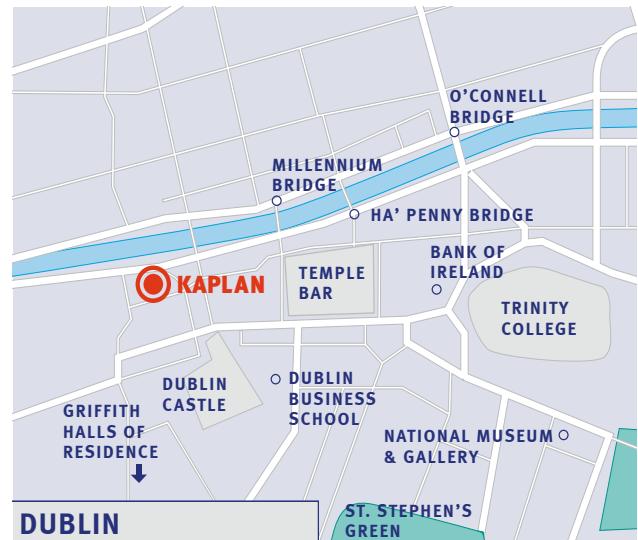 O'CONNELL
BRIDGE
MILLENNIUM
BRIDGE
HA' PENNY BRIDGE
BANK OF
IRELAND
KAPLAN
TEMPLE
BAR
TRINITY
COLLEGE
DUBLIN
CASTLE
DUBLIN
BUSINESS
SCHOOL
GRIFFITH
HALLS OF
RESIDENCE
NATIONAL MUSEUM
& GALLERY
ST. STEPHEN'S
GREEN
DUBLIN